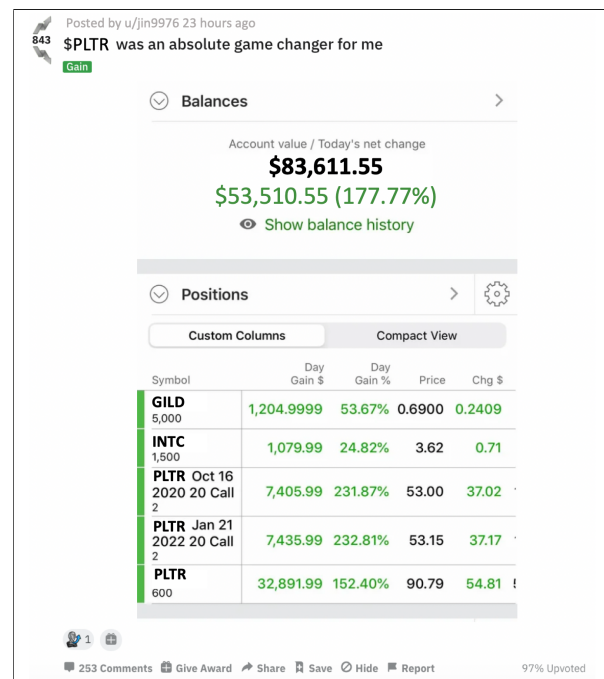 Posted by u/jin9976 23 hours ago
843
$PLTR was an absolute game changer for me
Gain
Balances
Account value / Today's net change
$83,611.55
$53,510.55 (177.77%)
Show balance history
Positions
Custom Columns Compact View
Symbol Day Gain $ Day Gain % Price Chg $
GILD 1,204.9999 53.67% 0.6900 0.2409
5,000
INTC 1,079.99 24.82% 3.62 0.71
1,500
PLTR Oct 16
2020 20 Call 7,405.99 231.87% 53.00 37.02
2
PLTR Jan 21
2022 20 Call 7,435.99 232.81% 53.15 37.17
2
PLTR 32,891.99 152.40% 90.79 54.81
600
1
253 Comments Give Award Share Save Hide Report 97% Upvoted